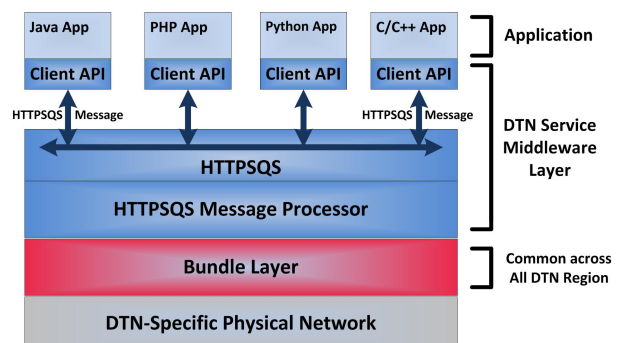 Java App
PHP App
Python App
C/C++ App
Application
Client API
Client API
Client API
Client API
HTTPSQS
Message
HTTPSQS
Message
DTN Service
Middleware
Layer
HTTPSQS
HTTPSQS Message Processor
Bundle Layer
Common across
All DTN Region
DTN-Specific Physical Network